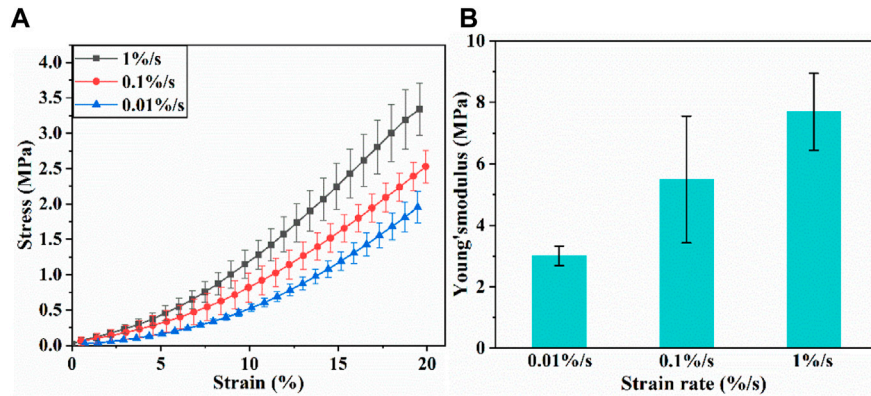 A
1%/s
0.1%/s
0.01%/s
Stress (MPa)
4.0
3.5
3.0
2.5
2.0
1.5
1.0
0.5
0.0
0 5 10 15 20
Strain (%)
B
Young'smodulus (MPa)
10
8
6
4
2
0
0.01%/s 0.1%/s 1%/s
Strain rate (%/s)